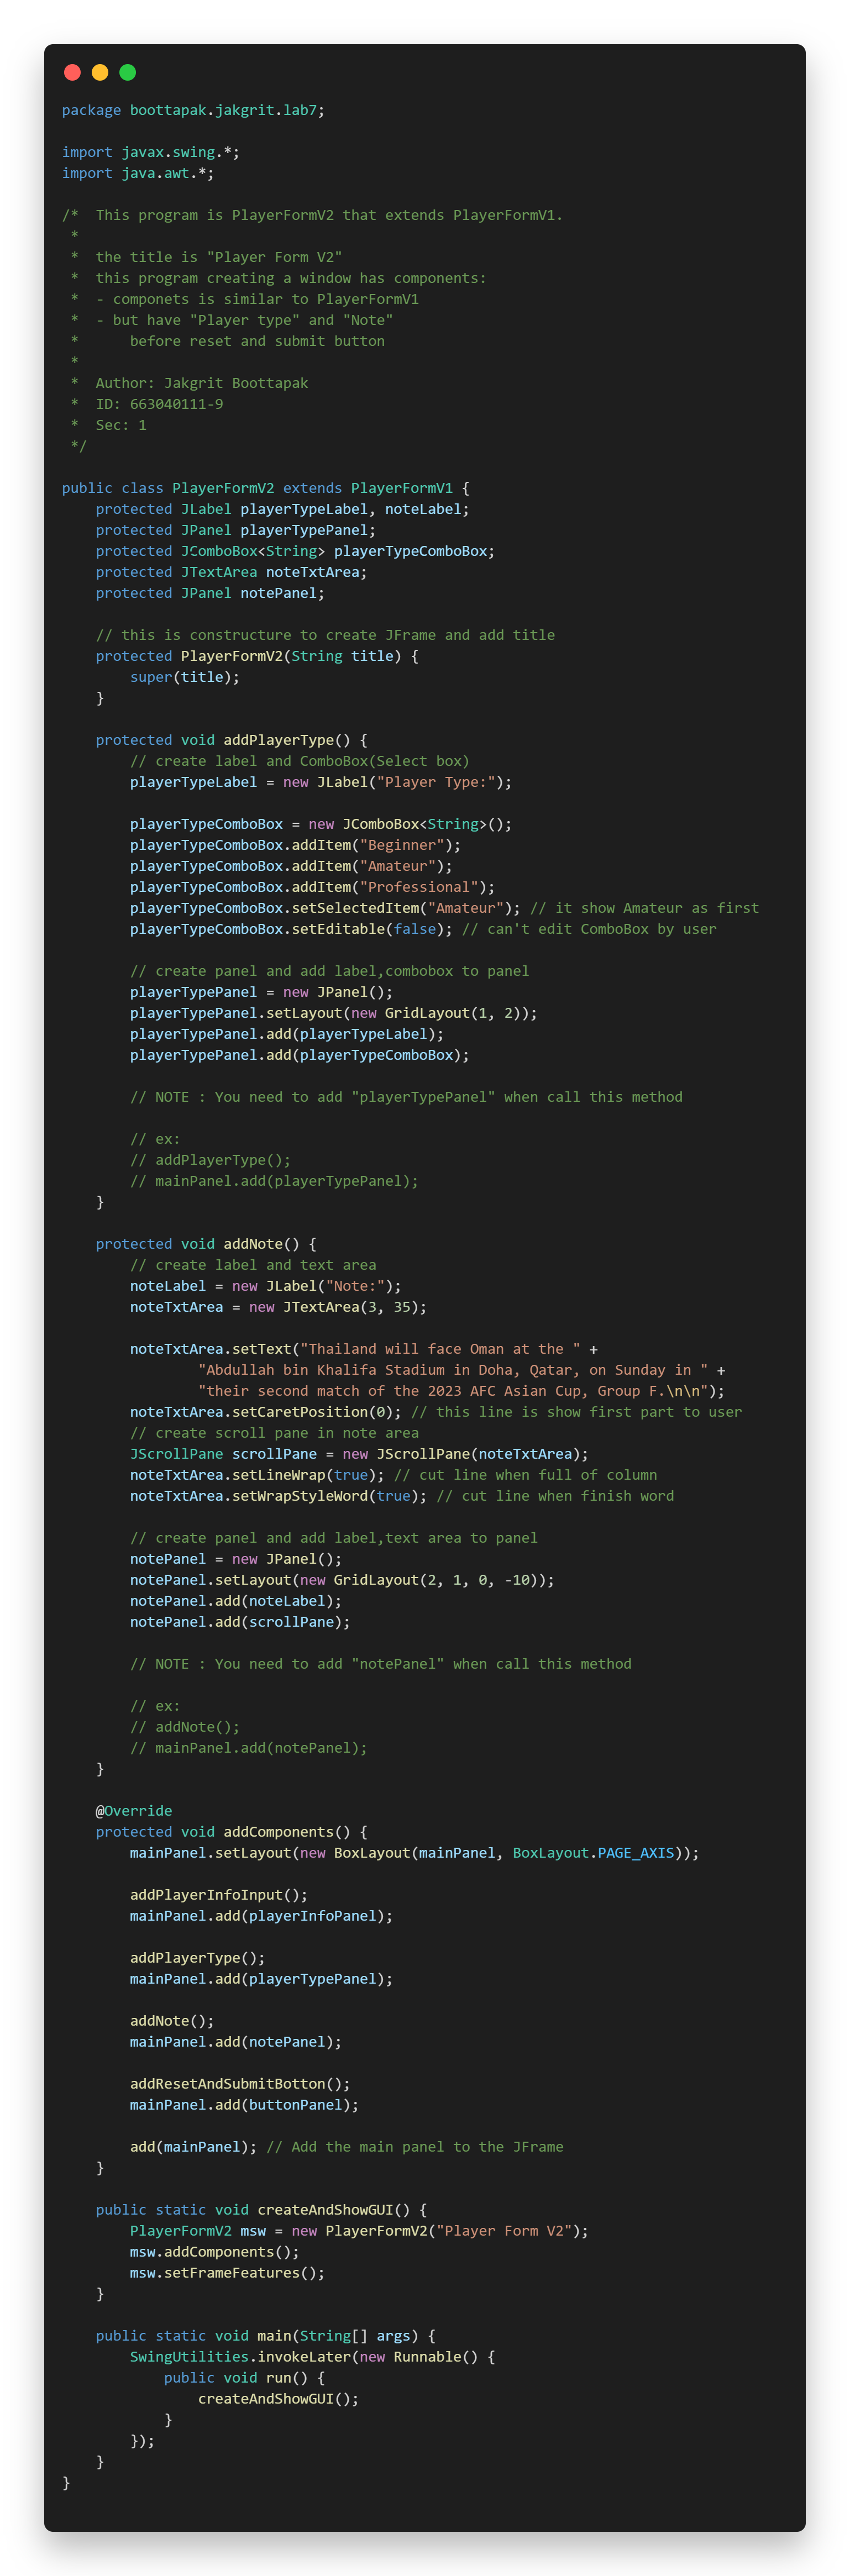 package boottapak.jakgrit.lab7;

import javax.swing.*;
import java.awt.*;

/*  This program is PlayerFormV2 that extends PlayerFormV1.
 *
 *  the title is "Player Form V2"
 *  this program creating a window has components:
 *  - componets is similar to PlayerFormV1
 *  - but have "Player type" and "Note"
 *      before reset and submit button
 *
 *  Author: Jakgrit Boottapak
 *  ID: 663040111-9
 *  Sec: 1
 */

public class PlayerFormV2 extends PlayerFormV1 {
    protected JLabel playerTypeLabel, noteLabel;
    protected JPanel playerTypePanel;
    protected JComboBox<String> playerTypeComboBox;
    protected JTextArea noteTxtArea;
    protected JPanel notePanel;

    // this is constructure to create JFrame and add title
    protected PlayerFormV2(String title) {
        super(title);
    }

    protected void addPlayerType() {
        // create label and ComboBox(Select box)
        playerTypeLabel = new JLabel("Player Type:");

        playerTypeComboBox = new JComboBox<String>();
        playerTypeComboBox.addItem("Beginner");
        playerTypeComboBox.addItem("Amateur");
        playerTypeComboBox.addItem("Professional");
        playerTypeComboBox.setSelectedItem("Amateur"); // it show Amateur as first
        playerTypeComboBox.setEditable(false); // can't edit ComboBox by user

        // create panel and add label,combobox to panel
        playerTypePanel = new JPanel();
        playerTypePanel.setLayout(new GridLayout(1, 2));
        playerTypePanel.add(playerTypeLabel);
        playerTypePanel.add(playerTypeComboBox);

        // NOTE : You need to add "playerTypePanel" when call this method

        // ex:
        // addPlayerType();
        // mainPanel.add(playerTypePanel);
    }

    protected void addNote() {
        // create label and text area
        noteLabel = new JLabel("Note:");
        noteTxtArea = new JTextArea(3, 35);

        noteTxtArea.setText("Thailand will face Oman at the " +
                "Abdullah bin Khalifa Stadium in Doha, Qatar, on Sunday in " +
                "their second match of the 2023 AFC Asian Cup, Group F.\n\n");
        noteTxtArea.setCaretPosition(0); // this line is show first part to user
        // create scroll pane in note area
        JScrollPane scrollPane = new JScrollPane(noteTxtArea);
        noteTxtArea.setLineWrap(true); // cut line when full of column
        noteTxtArea.setWrapStyleWord(true); // cut line when finish word

        // create panel and add label,text area to panel
        notePanel = new JPanel();
        notePanel.setLayout(new GridLayout(2, 1, 0, -10));
        notePanel.add(noteLabel);
        notePanel.add(scrollPane);

        // NOTE : You need to add "notePanel" when call this method

        // ex:
        // addNote();
        // mainPanel.add(notePanel);
    }

    @Override
    protected void addComponents() {
        mainPanel.setLayout(new BoxLayout(mainPanel, BoxLayout.PAGE_AXIS));

        addPlayerInfoInput();
        mainPanel.add(playerInfoPanel);

        addPlayerType();
        mainPanel.add(playerTypePanel);

        addNote();
        mainPanel.add(notePanel);

        addResetAndSubmitBotton();
        mainPanel.add(buttonPanel);

        add(mainPanel); // Add the main panel to the JFrame
    }

    public static void createAndShowGUI() {
        PlayerFormV2 msw = new PlayerFormV2("Player Form V2");
        msw.addComponents();
        msw.setFrameFeatures();
    }

    public static void main(String[] args) {
        SwingUtilities.invokeLater(new Runnable() {
            public void run() {
                createAndShowGUI();
            }
        });
    }
}